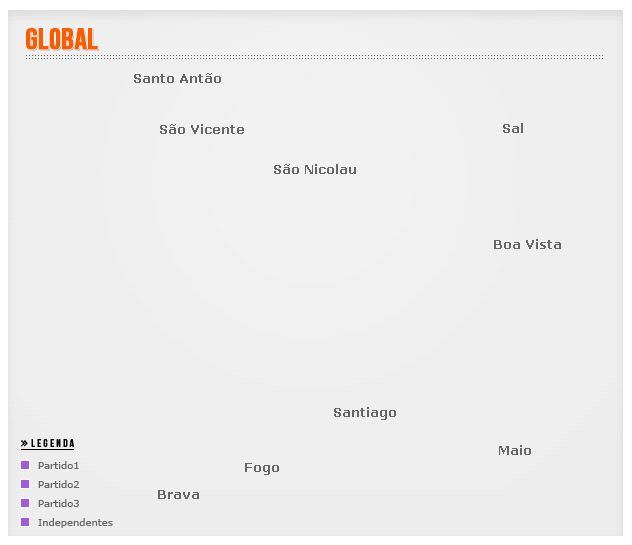 GLOBAL
Santo Antão
São Vicente
Sal
São Nicolau
Boa Vista
Santiago
» LEGENDA
Maio
Partido1
Fogo
Partido2
Brava
Partido3
Independentes